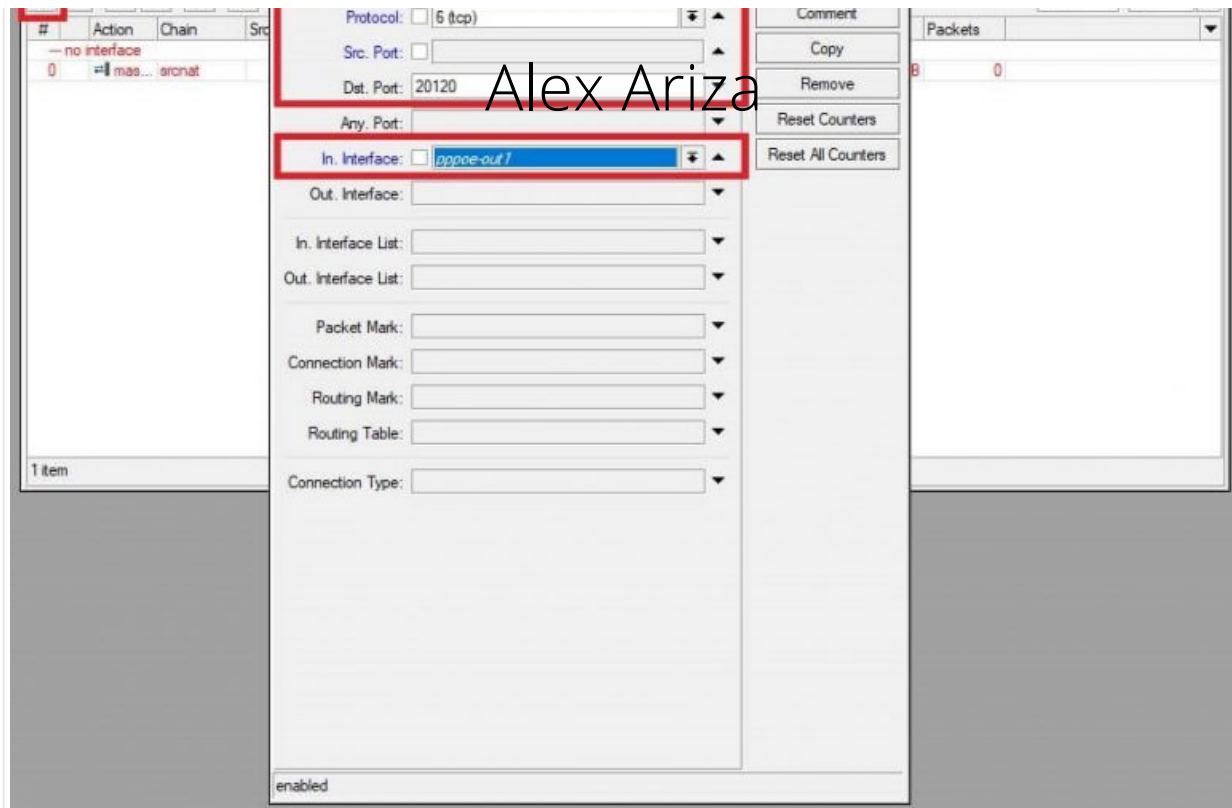 Protocol: 6 (tcp) Comment
# Action Chain Src Packets
Src. Port: Copy
--- no interface
0 mas... srcnat B 0
Dst. Port: 20120 Remove
Alex Ariza
Any. Port: Reset Counters
In. Interface: pppoe-out1 Reset All Counters
Out. Interface:
In. Interface List:
Out. Interface List:
Packet Mark:
Connection Mark:
Routing Mark:
Routing Table:
1 item
Connection Type:
enabled